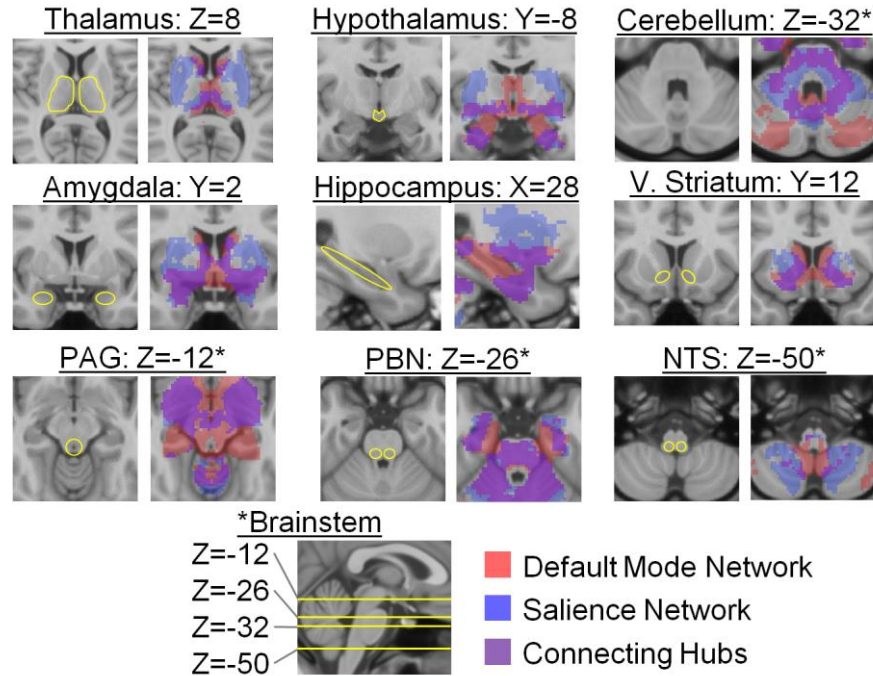 Thalamus: Z=8
Hypothalamus: Y=-8
Cerebellum: Z=-32*
Amygdala: Y=2
Hippocampus: X=28
V. Striatum: Y=12
PAG: Z=-12*
PBN: Z=-26*
NTS: Z=-50*
*Brainstem
Z=-12
Z=-26
Z=-32
Z=-50
Default Mode Network
Salience Network
Connecting Hubs